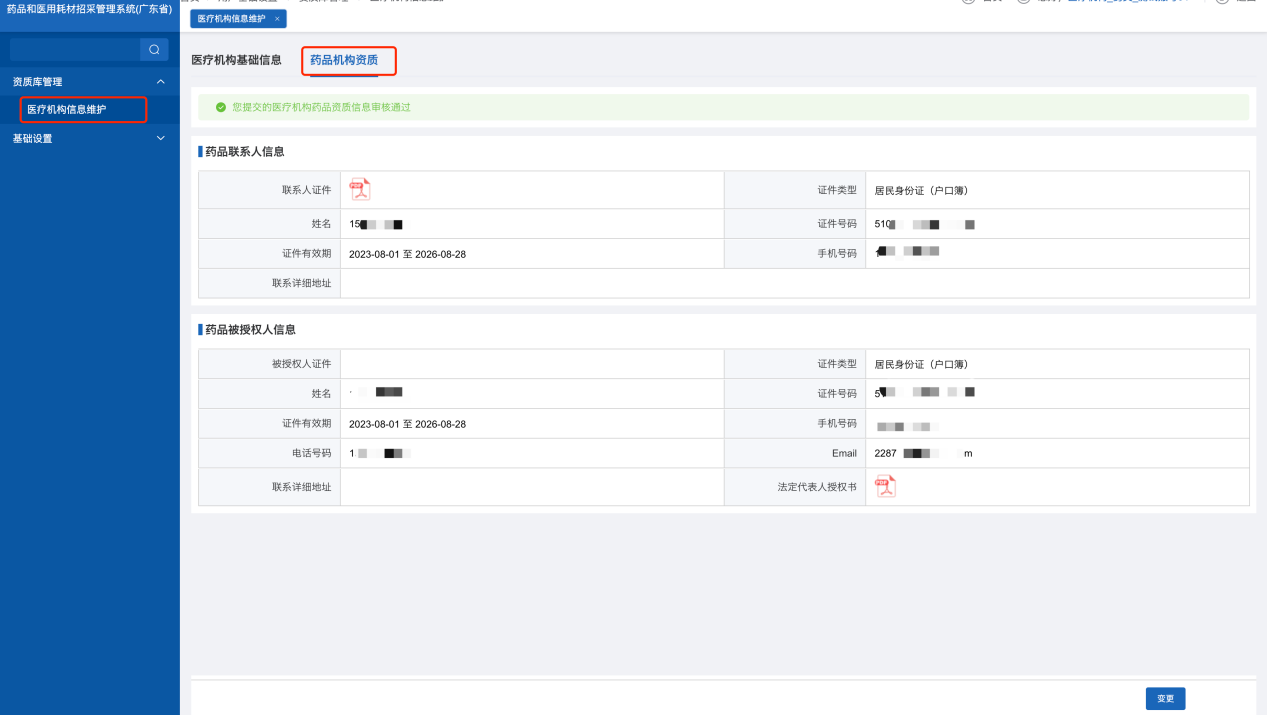 药品和医用耗材招采管理系统(广东省)
医疗机构信息维护 ×
资质库管理
医疗机构信息维护
基础设置
医疗机构基础信息 药品机构资质
您提交的医疗机构药品资质信息审核通过
药品联系人信息
联系人证件 PDF 证件类型 居民身份证（户口簿）
姓名 15 证件号码 510
证件有效期 2023-08-01 至 2026-08-28 手机号码
联系详细地址
药品被授权人信息
被授权人证件 证件类型 居民身份证（户口簿）
姓名 证件号码 5
证件有效期 2023-08-01 至 2026-08-28 手机号码
电话号码 1 Email 2287 m
联系详细地址 法定代表人授权书 PDF
变更